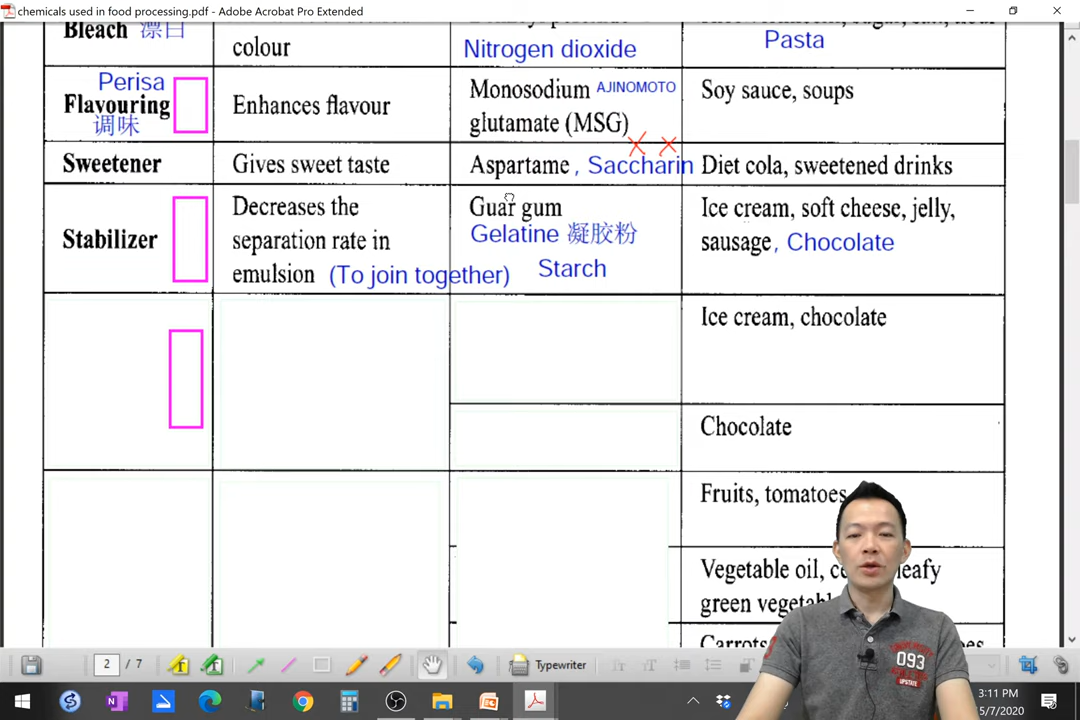 chemicals used in food processing.pdf - Adobe Acrobat Pro Extended
Bleach 漂白
colour
Nitrogen dioxide
Pasta
Perisa
Flavouring
调味
Enhances flavour
Monosodium AJINOMOTO
glutamate (MSG)
Soy sauce, soups
Sweetener
Gives sweet taste
Aspartame , Saccharin
Diet cola, sweetened drinks
Stabilizer
Decreases the
separation rate in
emulsion (To join together)
Guar gum
Gelatine 凝胶粉
Starch
Ice cream, soft cheese, jelly,
sausage, Chocolate
Ice cream, chocolate
Chocolate
Fruits, tomatoes
Vegetable oil, leafy
green
Carrots
2 / 7
Typewriter
093
UPSTATE
3:11 PM
5/7/2020